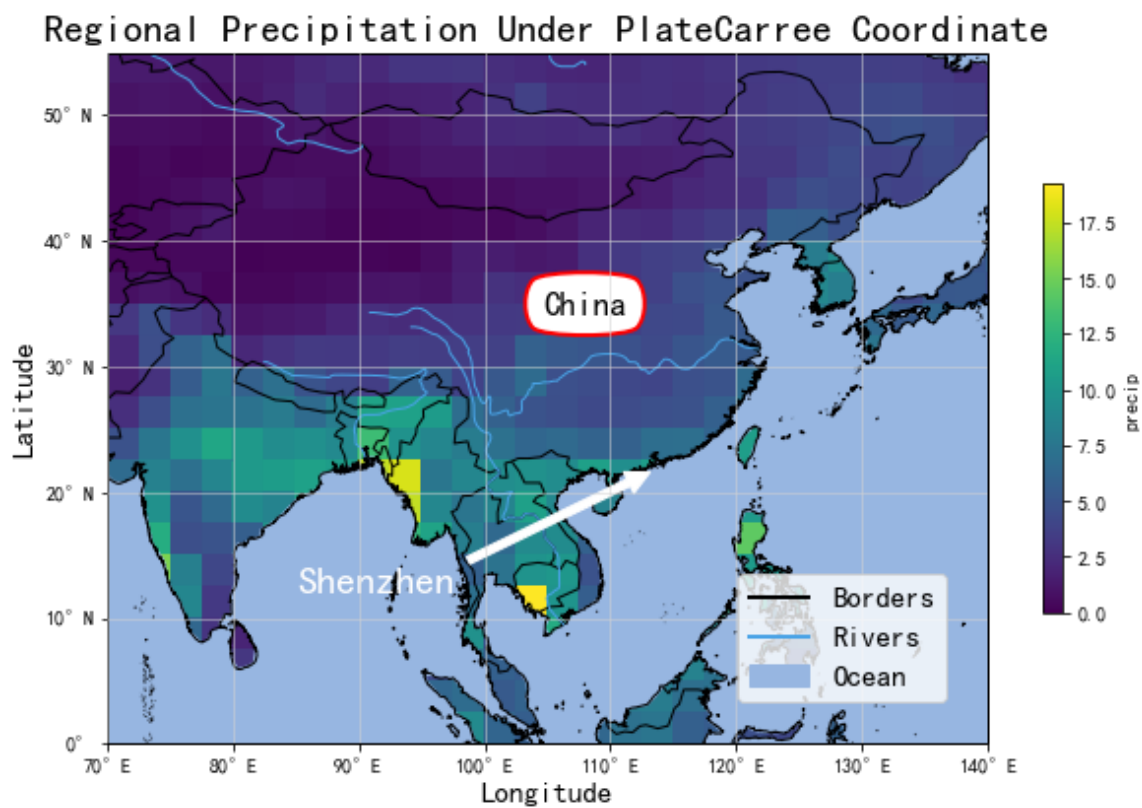 Regional Precipitation Under PlateCarree Coordinate
50° N
40° N
30° N
20° N
10° N
0°
Latitude
China
Shenzhen
Borders
Rivers
Ocean
70° E
80° E
90° E
100° E
110° E
120° E
130° E
140° E
Longitude
17.5
15.0
12.5
10.0
7.5
5.0
2.5
0.0
precip